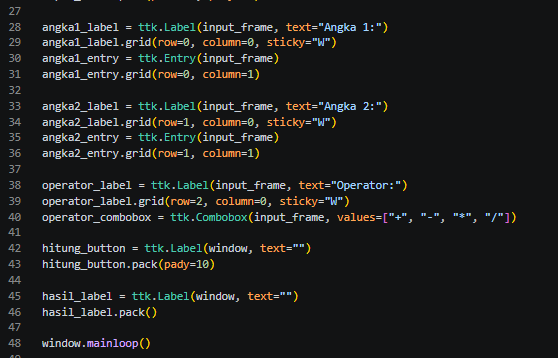 27
28 angka1_label = ttk.Label(input_frame, text="Angka 1:")
29 angka1_label.grid(row=0, column=0, sticky="W")
30 angka1_entry = ttk.Entry(input_frame)
31 angka1_entry.grid(row=0, column=1)
32
33 angka2_label = ttk.Label(input_frame, text="Angka 2:")
34 angka2_label.grid(row=1, column=0, sticky="W")
35 angka2_entry = ttk.Entry(input_frame)
36 angka2_entry.grid(row=1, column=1)
37
38 operator_label = ttk.Label(input_frame, text="Operator:")
39 operator_label.grid(row=2, column=0, sticky="W")
40 operator_combobox = ttk.Combobox(input_frame, values=["+", "-", "*", "/"])
41
42 hitung_button = ttk.Label(window, text="")
43 hitung_button.pack(pady=10)
44
45 hasil_label = ttk.Label(window, text="")
46 hasil_label.pack()
47
48 window.mainloop()